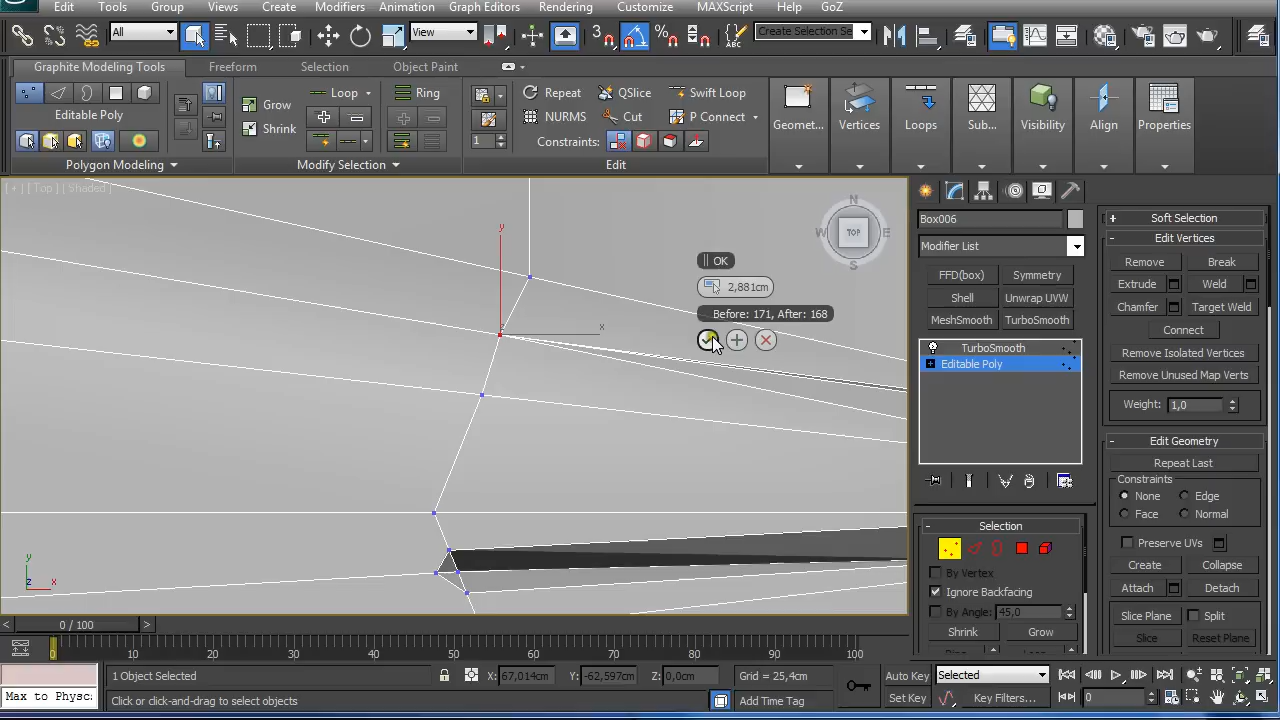 Edit Tools Group Views Create Modifiers Animation Graph Editors Rendering Customize MAXScript Help GoZ
All View 3 Create Selection Se
Graphite Modeling Tools Freeform Selection Object Paint
Grow Loop Ring Repeat QSlice Swift Loop
Editable Poly Shrink NURMS Cut P Connect
1 Constraints:
Geomet... Vertices Loops Sub... Visibility Align Properties
Polygon Modeling Modify Selection Edit
[ + ] [ Top ] [ Shaded ]
N
W TOP E
S
y
x
OK
2,881cm
Before: 171, After: 168
y
z x
Box006
Modifier List
FFD(box) Symmetry
Shell Unwrap UVW
MeshSmooth TurboSmooth
TurboSmooth
Editable Poly
Selection
By Vertex
Ignore Backfacing
By Angle: 45,0
Shrink Grow
Soft Selection
Edit Vertices
Remove Break
Extrude Weld
Chamfer Target Weld
Connect
Remove Isolated Vertices
Remove Unused Map Verts
Weight: 1,0
Edit Geometry
Repeat Last
Constraints
None Edge
Face Normal
Preserve UVs
Create Collapse
Attach Detach
Slice Plane Split
Slice Reset Plane
< 0 / 100 >
0 10 20 30 40 50 60 70 80 90 100
1 Object Selected X: 67,014cm Y: -62,597cm Z: 0,0cm Grid = 25,4cm Auto Key Selected
Max to Physc: Click or click-and-drag to select objects Add Time Tag Set Key Key Filters... 0